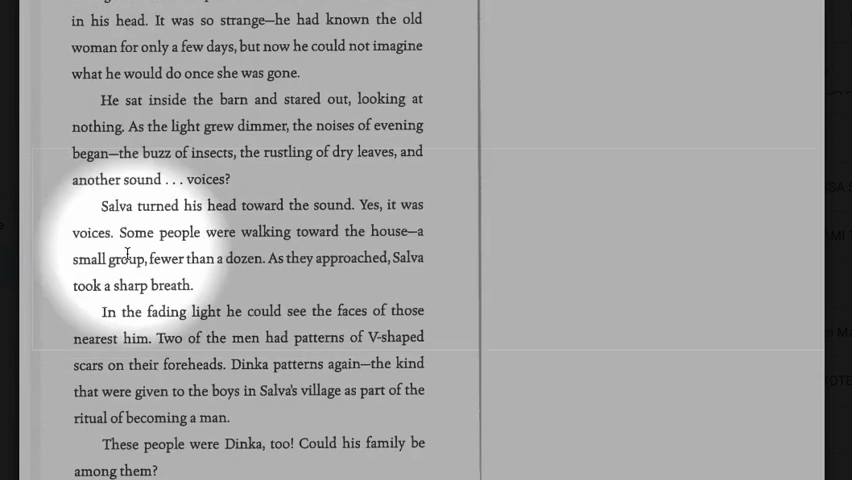 in his head. It was so strange—he had known the old
woman for only a few days, but now he could not imagine
what he would do once she was gone.
He sat inside the barn and stared out, looking at
nothing. As the light grew dimmer, the noises of evening
began—the buzz of insects, the rustling of dry leaves, and
another sound . . . voices?
Salva turned his head toward the sound. Yes, it was
voices. Some people were walking toward the house—a
small group, fewer than a dozen. As they approached, Salva
took a sharp breath.
In the fading light he could see the faces of those
nearest him. Two of the men had patterns of V-shaped
scars on their foreheads. Dinka patterns again—the kind
that were given to the boys in Salva's village as part of the
ritual of becoming a man.
These people were Dinka, too! Could his family be
among them?